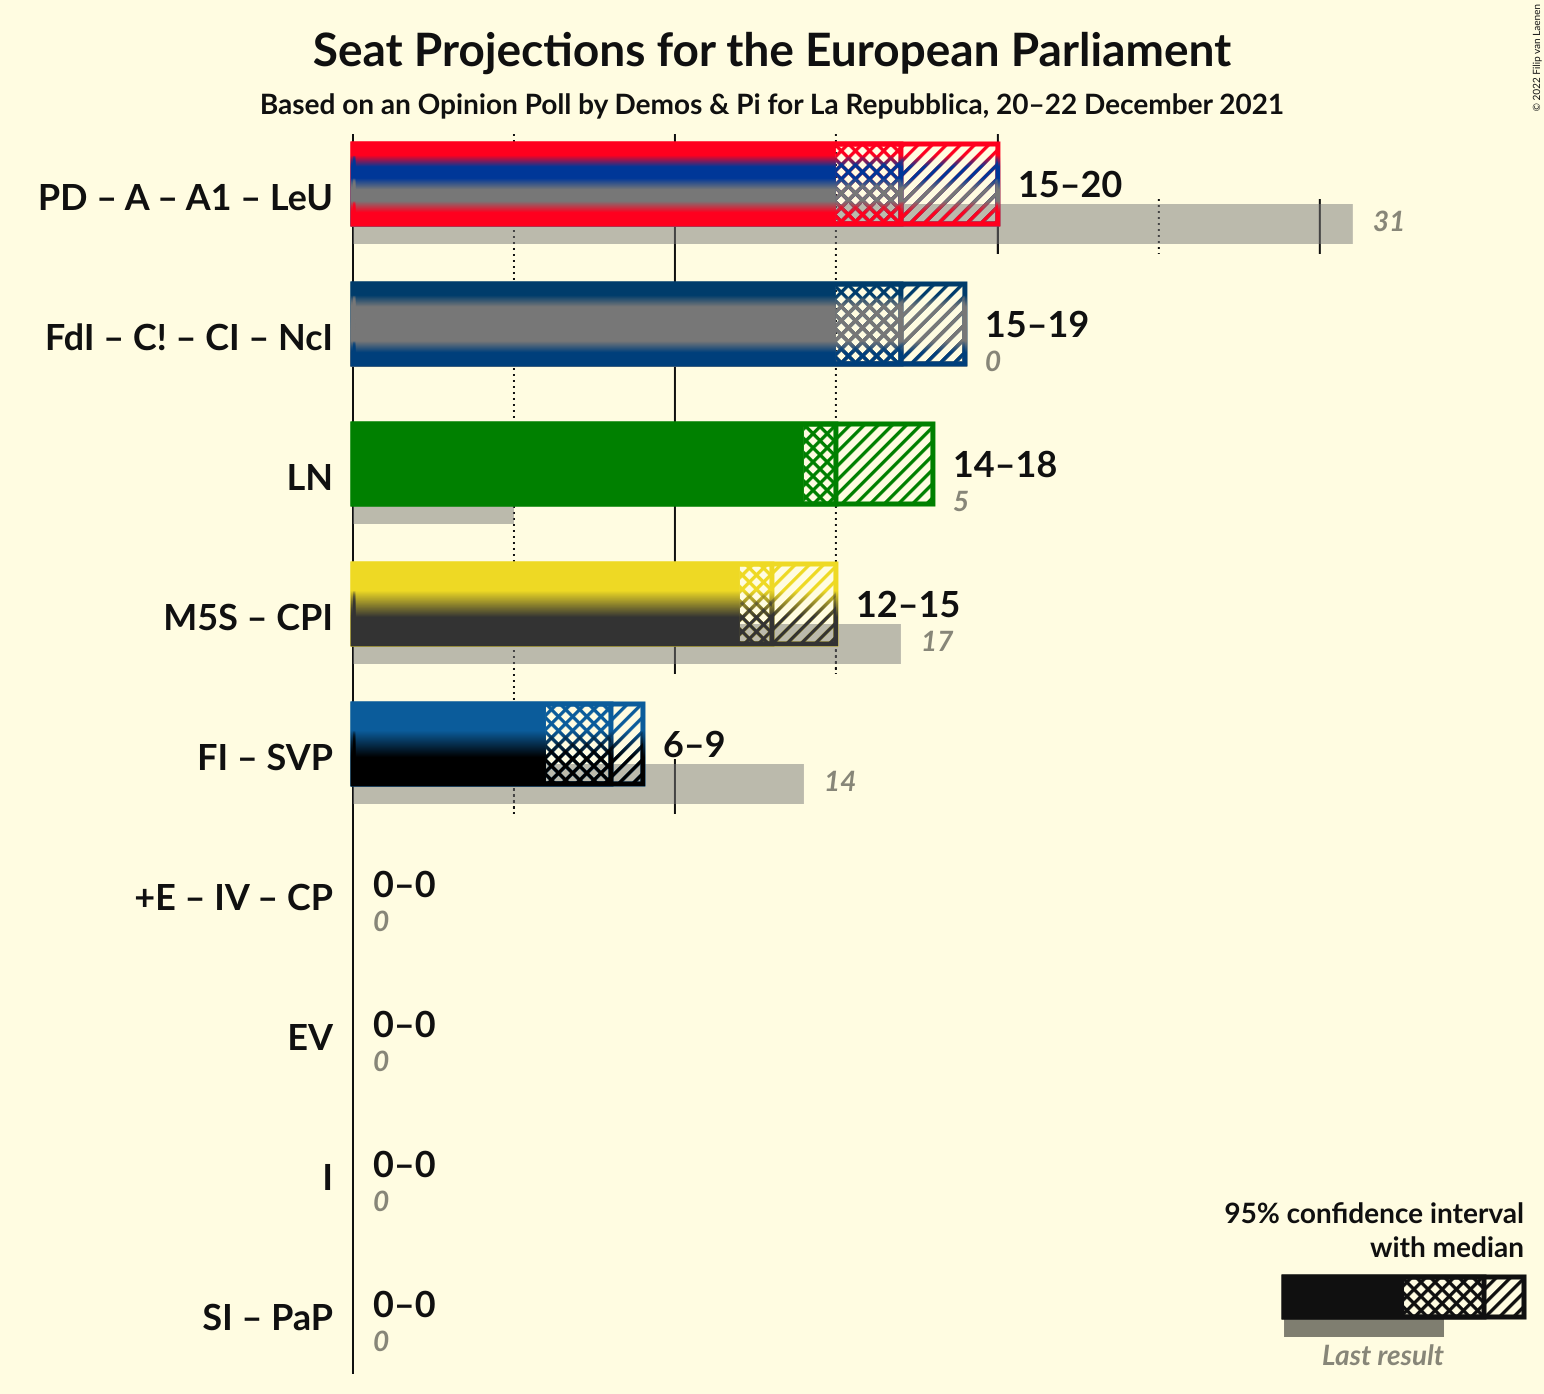 Seat Projections for the European Parliament
Based on an Opinion Poll by Demos & Pi for La Repubblica, 20–22 December 2021
© 2022 Filip van Laenen
PD – A – A1 – LeU
15–20
31
FdI – C! – CI – NcI
15–19
0
LN
14–18
5
M5S – CPI
12–15
17
FI – SVP
6–9
14
+E – IV – CP
0–0
0
EV
0–0
0
I
0–0
0
SI – PaP
0–0
0
95% confidence interval
with median
Last result